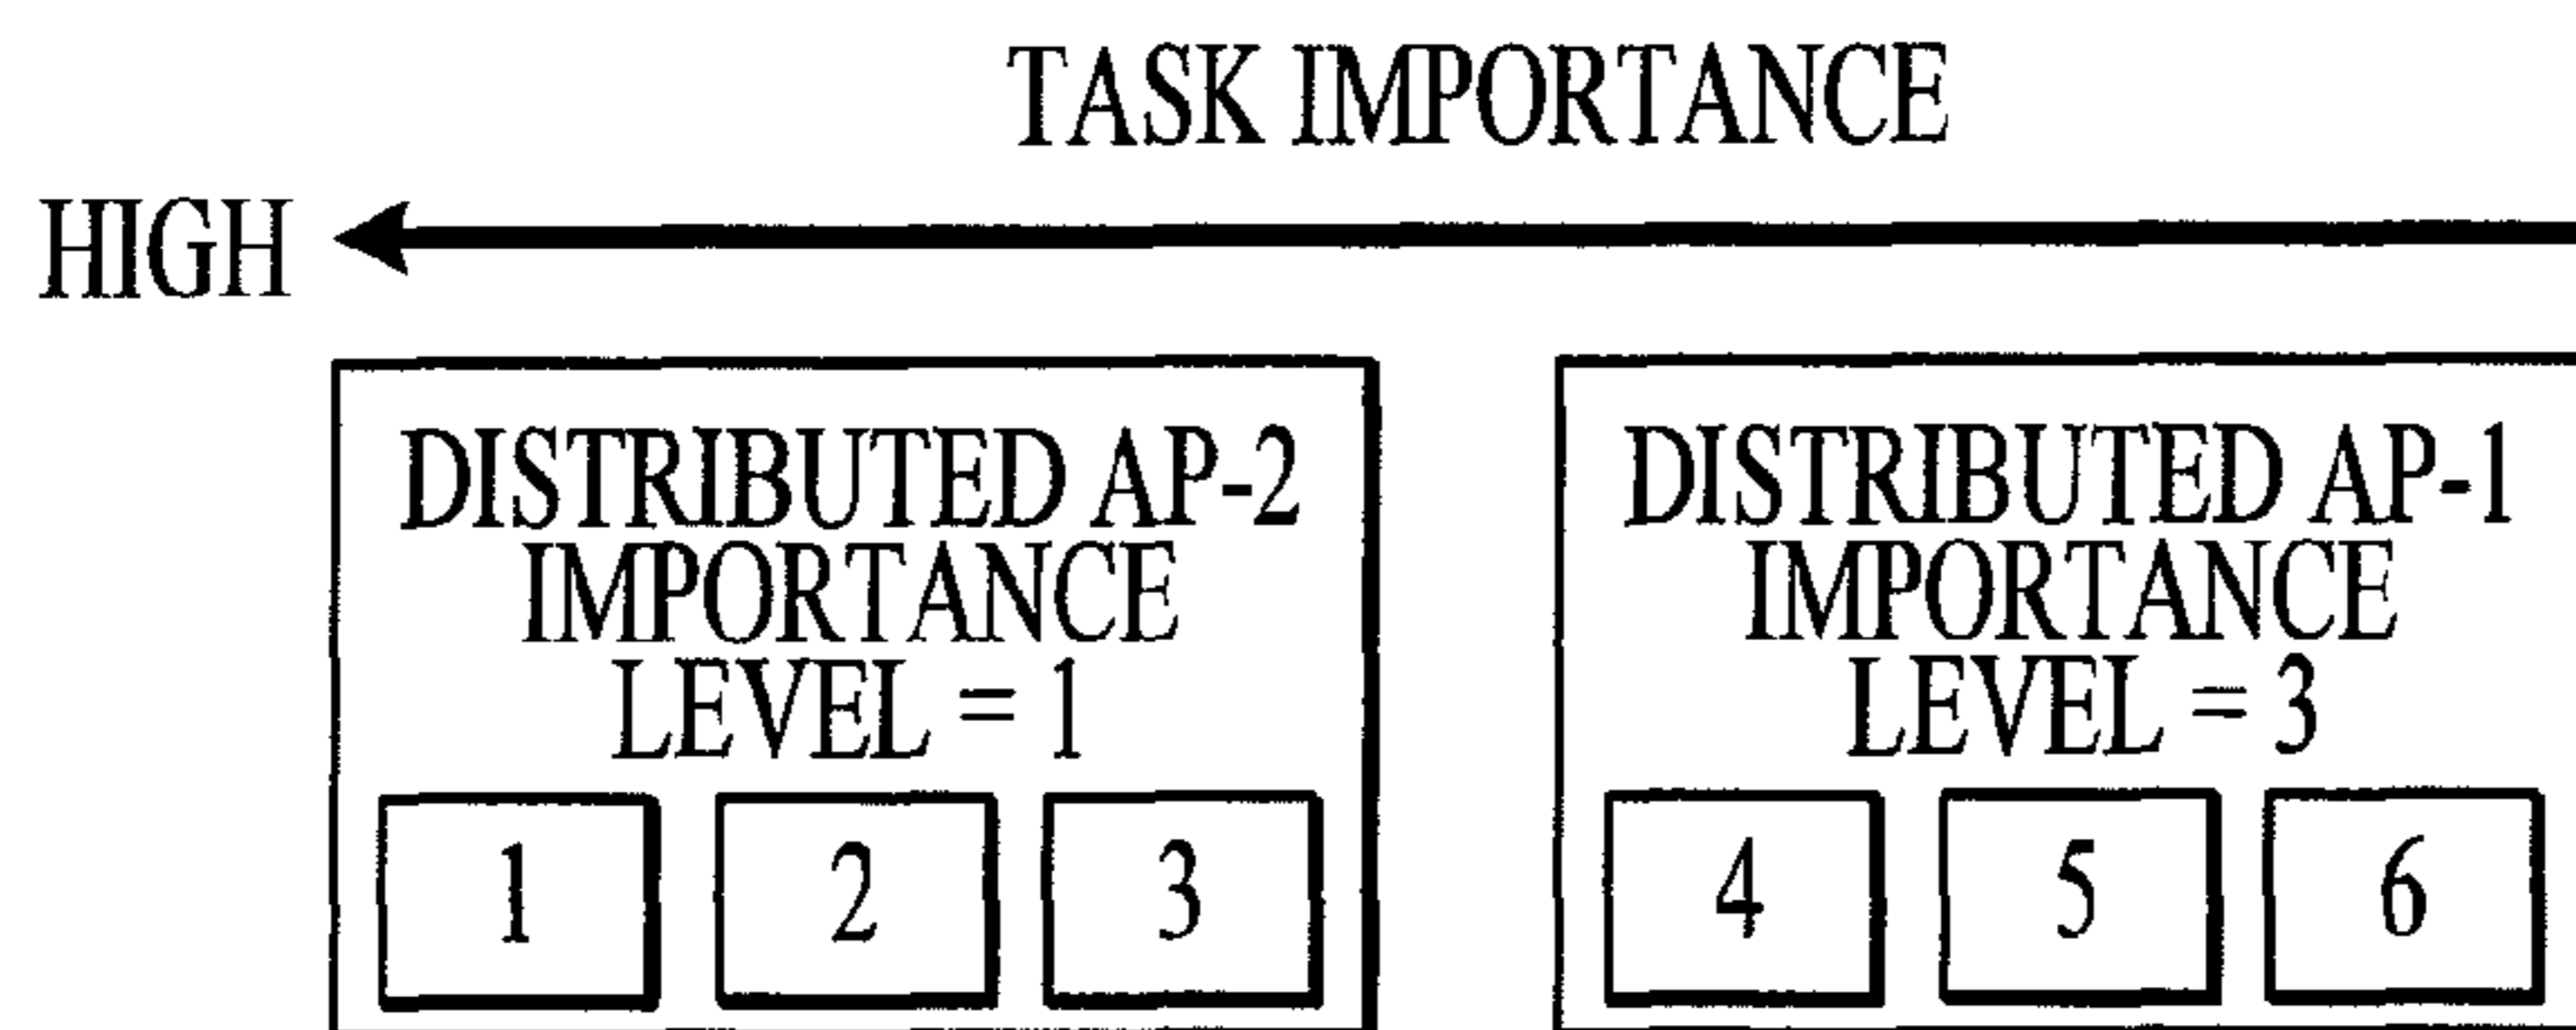 TASK IMPORTANCE
HIGH
DISTRIBUTED AP-2
IMPORTANCE
LEVEL = 1
1 2 3
DISTRIBUTED AP-1
IMPORTANCE
LEVEL = 3
4 5 6